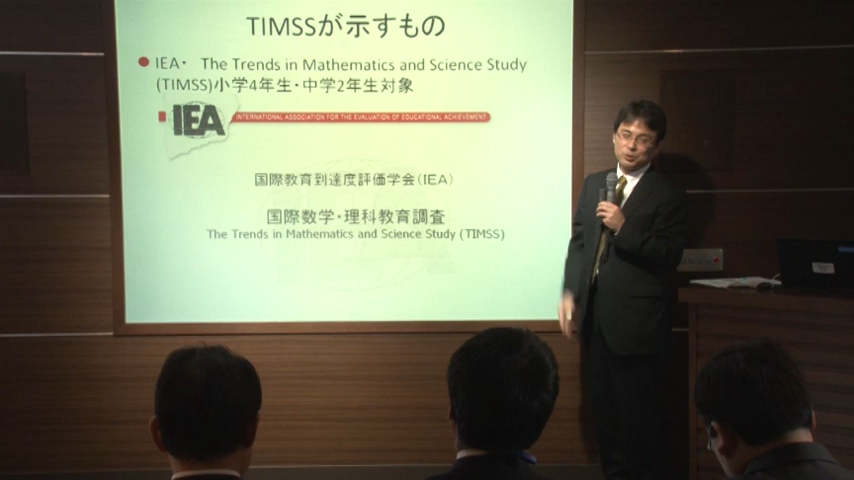 TIMSSが示すもの
IEA・ The Trends in Mathematics and Science Study
(TIMSS)小学4年生・中学2年生対象
IEA INTERNATIONAL ASSOCIATION FOR THE EVALUATION OF EDUCATIONAL ACHIEVEMENT
国際教育到達度評価学会(IEA)
国際数学・理科教育調査
The Trends in Mathematics and Science Study (TIMSS)